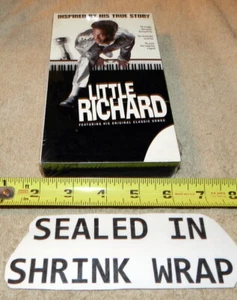 INSPIRED BY HIS TRUE STORY
LITTLE
RICHARD
FEATURING HIS ORIGINAL CLASSIC SONGS
1 2 3 4 5 6 7
SEALED IN
SHRINK WRAP